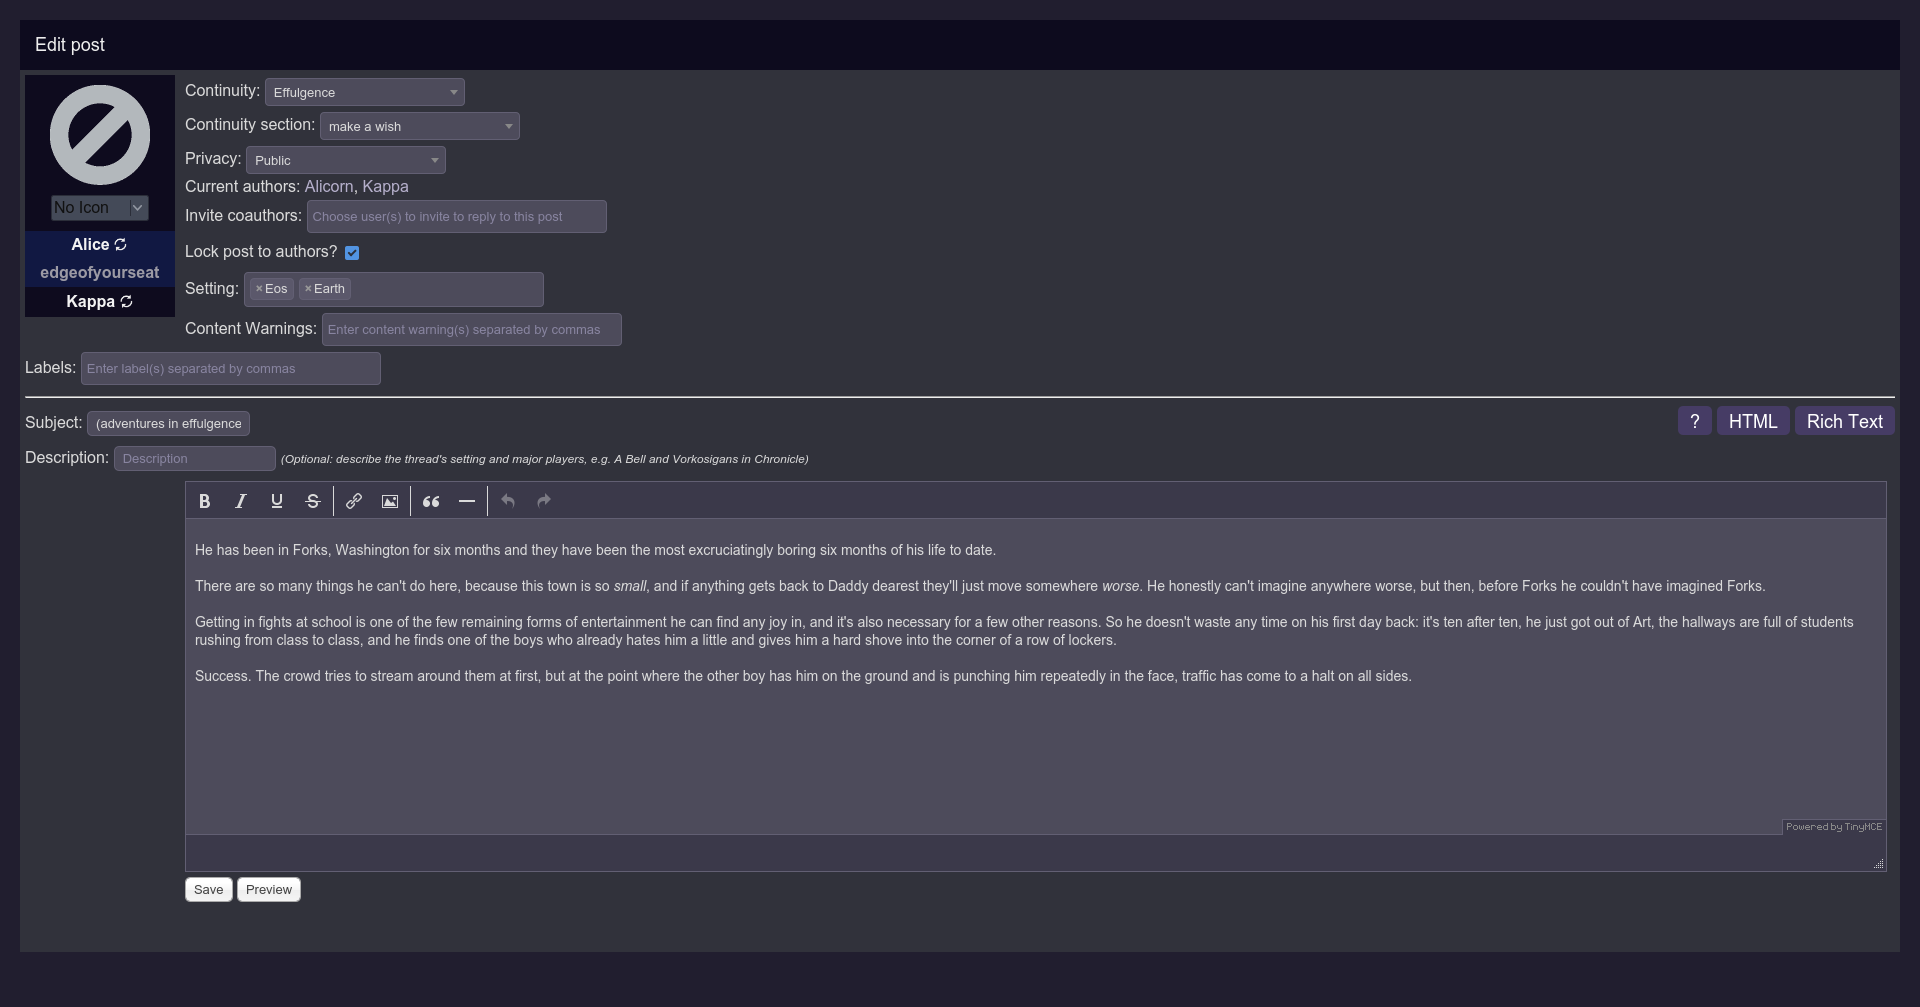 Edit post
No Icon
Alice
edgeofyourseat
Kappa
Continuity: Effulgence
Continuity section: make a wish
Privacy: Public
Current authors: Alicorn, Kappa
Invite coauthors: Choose user(s) to invite to reply to this post
Lock post to authors?
Setting: × Eos × Earth
Content Warnings: Enter content warning(s) separated by commas
Labels: Enter label(s) separated by commas
Subject: (adventures in effulgence
? HTML Rich Text
Description: Description (Optional: describe the thread's setting and major players, e.g. A Bell and Vorkosigans in Chronicle)
B I U S
He has been in Forks, Washington for six months and they have been the most excruciatingly boring six months of his life to date.
There are so many things he can't do here, because this town is so small, and if anything gets back to Daddy dearest they'll just move somewhere worse. He honestly can't imagine anywhere worse, but then, before Forks he couldn't have imagined Forks.
Getting in fights at school is one of the few remaining forms of entertainment he can find any joy in, and it's also necessary for a few other reasons. So he doesn't waste any time on his first day back: it's ten after ten, he just got out of Art, the hallways are full of students
rushing from class to class, and he finds one of the boys who already hates him a little and gives him a hard shove into the corner of a row of lockers.
Success. The crowd tries to stream around them at first, but at the point where the other boy has him on the ground and is punching him repeatedly in the face, traffic has come to a halt on all sides.
Powered by TinyMCE
Save Preview